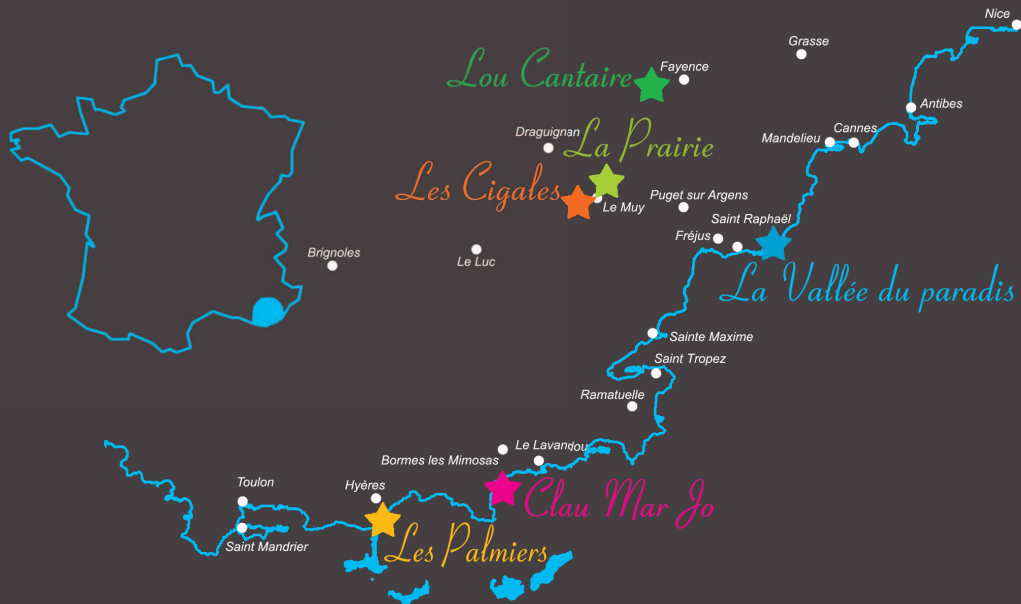 Nice
Grasse
Lou Cantaire
Fayence
Antibes
Draguignan
La Prairie
Mandelieu
Cannes
Les Cigales
Le Muy
Puget sur Argens
Saint Raphaël
Fréjus
Brignoles
Le Luc
La Vallée du paradis
Sainte Maxime
Saint Tropez
Ramatuelle
Le Lavandou
Bormes les Mimosas
Toulon
Hyères
Clau Mar Jo
Saint Mandrier
Les Palmiers